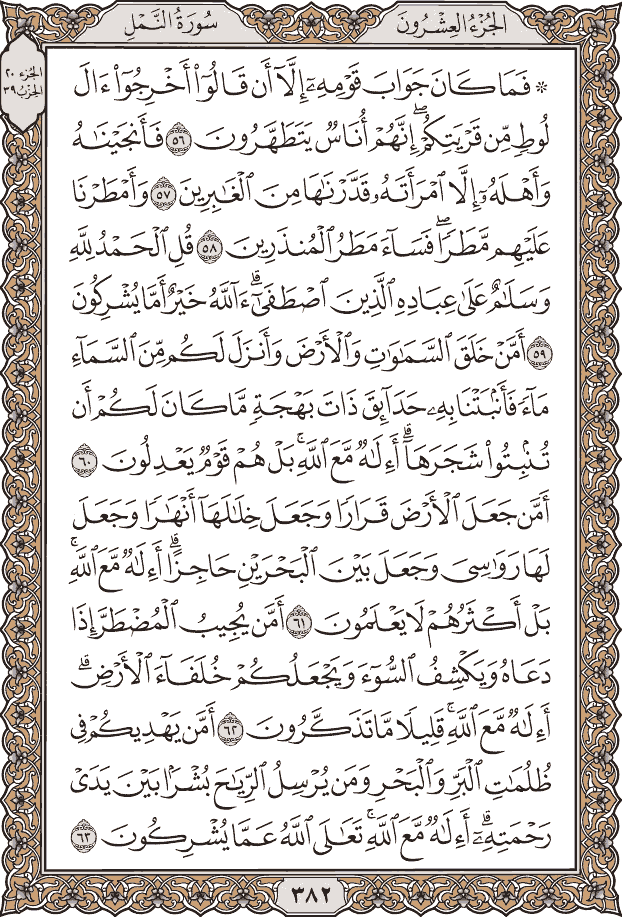 الجُزْءُ العِشْرُونَ
سُورَةُ النَّمْلِ
الجزء ٢٠
الحزب ٣٩
۞ فَمَا كَانَ جَوَابَ قَوْمِهِۦٓ إِلَّآ أَن قَالُوٓا۟ أَخْرِجُوٓا۟ ءَالَ
لُوطٍ مِّن قَرْيَتِكُمْ ۖ إِنَّهُمْ أُنَاسٌ يَتَطَهَّرُونَ ٥٦ فَأَنجَيْنَٰهُ
وَأَهْلَهُۥٓ إِلَّا ٱمْرَأَتَهُۥ قَدَّرْنَٰهَا مِنَ ٱلْغَٰبِرِينَ ٥٧ وَأَمْطَرْنَا
عَلَيْهِم مَّطَرًا ۖ فَسَآءَ مَطَرُ ٱلْمُنذَرِينَ ٥٨ قُلِ ٱلْحَمْدُ لِلَّهِ
وَسَلَٰمٌ عَلَىٰ عِبَادِهِ ٱلَّذِينَ ٱصْطَفَىٰٓ ۗ ءَآللَّهُ خَيْرٌ أَمَّا يُشْرِكُونَ
٥٩ أَمَّنْ خَلَقَ ٱلسَّمَٰوَٰتِ وَٱلْأَرْضَ وَأَنزَلَ لَكُم مِّنَ ٱلسَّمَآءِ
مَآءً فَأَنۢبَتْنَا بِهِۦ حَدَآئِقَ ذَاتَ بَهْجَةٍ مَّا كَانَ لَكُمْ أَن
تُنۢبِتُوا۟ شَجَرَهَآ ۗ أَءِلَٰهٌ مَّعَ ٱللَّهِ ۚ بَلْ هُمْ قَوْمٌ يَعْدِلُونَ ٦٠
أَمَّن جَعَلَ ٱلْأَرْضَ قَرَارًا وَجَعَلَ خِلَٰلَهَآ أَنْهَٰرًا وَجَعَلَ
لَهَا رَوَٰسِىَ وَجَعَلَ بَيْنَ ٱلْبَحْرَيْنِ حَاجِزًا ۗ أَءِلَٰهٌ مَّعَ ٱللَّهِ ۚ
بَلْ أَكْثَرُهُمْ لَا يَعْلَمُونَ ٦١ أَمَّن يُجِيبُ ٱلْمُضْطَرَّ إِذَا
دَعَاهُ وَيَكْشِفُ ٱلسُّوٓءَ وَيَجْعَلُكُمْ خُلَفَآءَ ٱلْأَرْضِ ۗ
أَءِلَٰهٌ مَّعَ ٱللَّهِ ۚ قَلِيلًا مَّا تَذَكَّرُونَ ٦٢ أَمَّن يَهْدِيكُمْ فِى
ظُلُمَٰتِ ٱلْبَرِّ وَٱلْبَحْرِ وَمَن يُرْسِلُ ٱلرِّيَٰحَ بُشْرًۢا بَيْنَ يَدَىْ
رَحْمَتِهِۦٓ ۗ أَءِلَٰهٌ مَّعَ ٱللَّهِ ۚ تَعَٰلَى ٱللَّهُ عَمَّا يُشْرِكُونَ ٦٣
٣٨٢